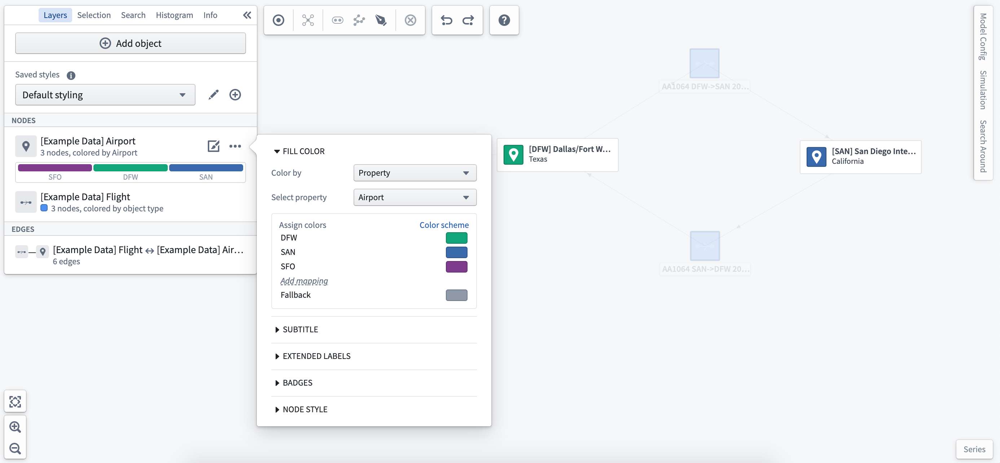 Layers Selection Search Histogram Info
Add object
Saved styles
Default styling
NODES
[Example Data] Airport
3 nodes, colored by Airport
SFO DFW SAN
[Example Data] Flight
3 nodes, colored by object type
EDGES
[Example Data] Flight ↔ [Example Data] Air…
6 edges
FILL COLOR
Color by Property
Select property Airport
Assign colors Color scheme
DFW
SAN
SFO
Add mapping
Fallback
SUBTITLE
EXTENDED LABELS
BADGES
NODE STYLE
AA1064 DFW->SAN 20…
[DFW] Dallas/Fort W…
Texas
[SAN] San Diego Inte…
California
AA1064 SAN->DFW 20…
Model Config
Simulation
Search Around
Series